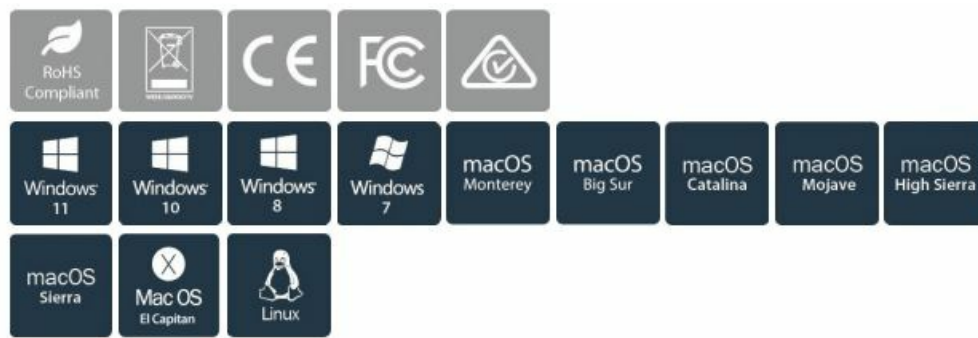 RoHS
Compliant
CE
FC
Windows
11
Windows
10
Windows
8
Windows
7
macOS
Monterey
macOS
Big Sur
macOS
Catalina
macOS
Mojave
macOS
High Sierra
macOS
Sierra
X
Mac OS
El Capitan
Linux